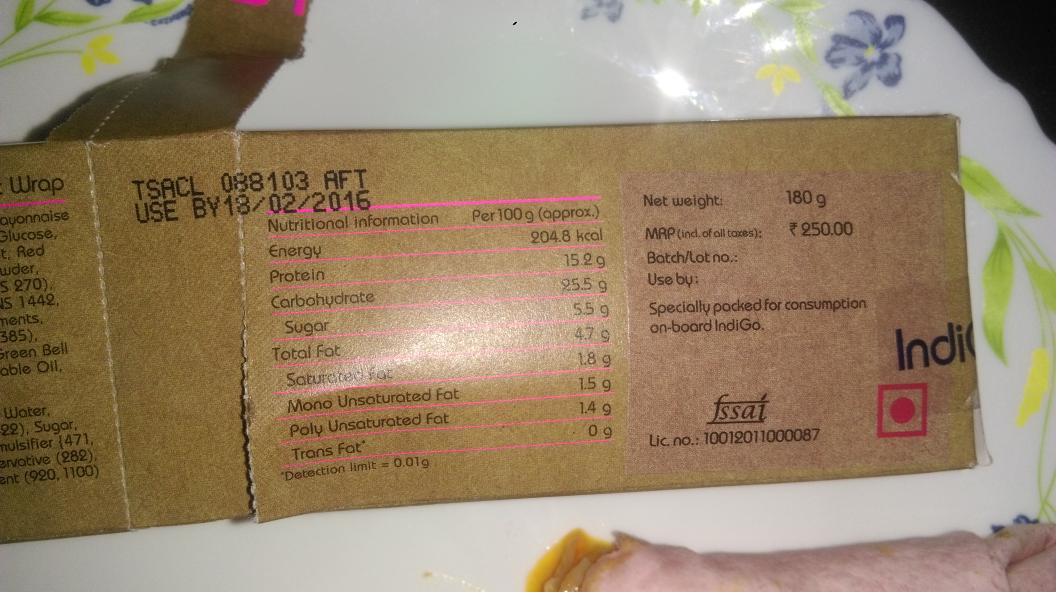 Wrap
ayonnaise
Glucose,
t, Red
wder,
S 270),
NS 1442,
ments,
385),
Green Bell
able Oil,
Water,
22), Sugar,
mulsifier (471,
ervative (282),
ent (920, 1100)
TSACL 088103 AFT
USE BY18/02/2016
Nutritional information Per100g (approx.)
Energy 204.8 kcal
Protein 15.2 g
Carbohydrate 25.5 g
Sugar 5.5 g
Total Fat 4.7 g
Saturated Fat 1.8 g
Mono Unsaturated Fat 1.5 g
Poly Unsaturated Fat 1.4 g
Trans Fat* 0 g
*Detection limit = 0.01g
Net weight: 180 g
MRP (incl. of all taxes): ₹ 250.00
Batch/Lot no.:
Use by:
Specially packed for consumption
on-board IndiGo.
IndiG
fssai
Lic. no.: 10012011000087